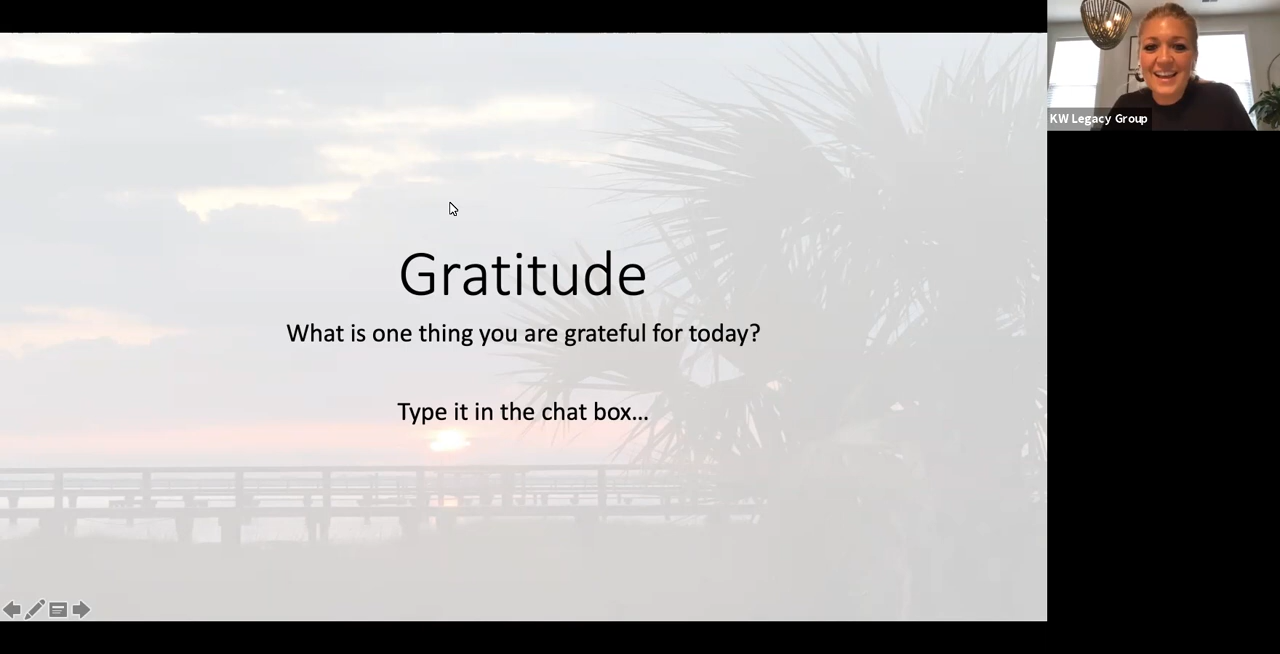 Gratitude
What is one thing you are grateful for today?
Type it in the chat box...
KW Legacy Group